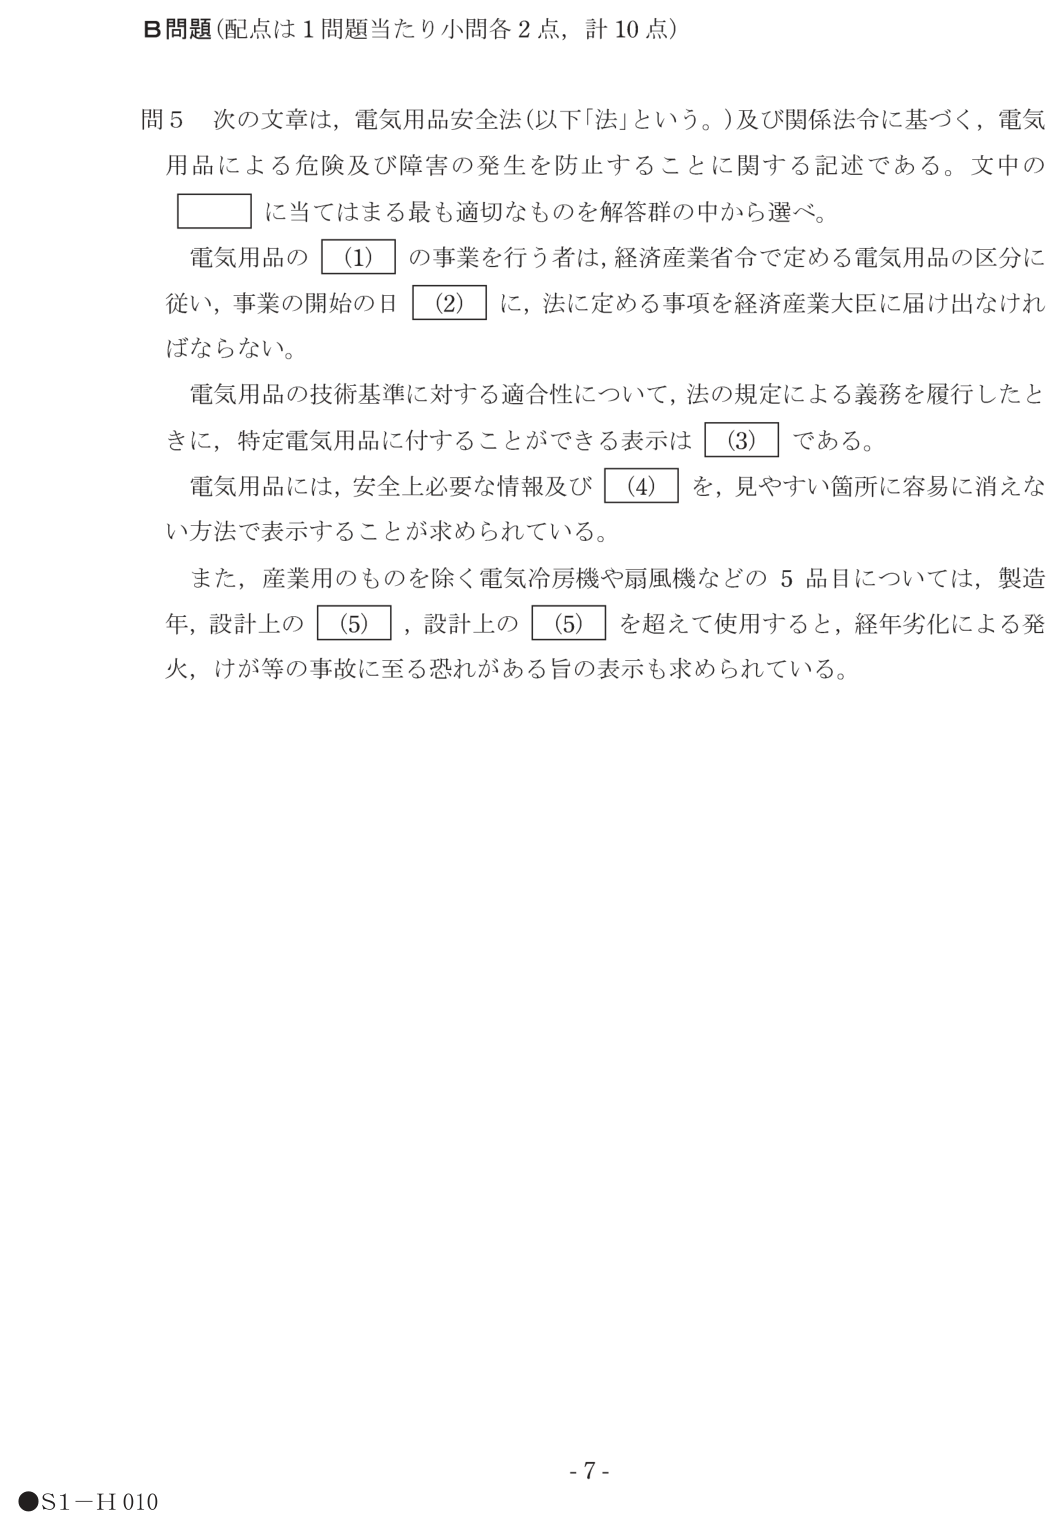 B問題(配点は1問題当たり小問各2点，計10点)
問5 次の文章は，電気用品安全法(以下「法」という。)及び関係法令に基づく，電気
用品による危険及び障害の発生を防止することに関する記述である。文中の
に当てはまる最も適切なものを解答群の中から選べ。
電気用品の (1) の事業を行う者は，経済産業省令で定める電気用品の区分に
従い，事業の開始の日 (2) に，法に定める事項を経済産業大臣に届け出なけれ
ばならない。
電気用品の技術基準に対する適合性について，法の規定による義務を履行したと
きに，特定電気用品に付することができる表示は (3) である。
電気用品には，安全上必要な情報及び (4) を，見やすい箇所に容易に消えな
い方法で表示することが求められている。
また，産業用のものを除く電気冷房機や扇風機などの 5 品目については，製造
年，設計上の (5) ，設計上の (5) を超えて使用すると，経年劣化による発
火，けが等の事故に至る恐れがある旨の表示も求められている。
- 7 -
●S1－H 010